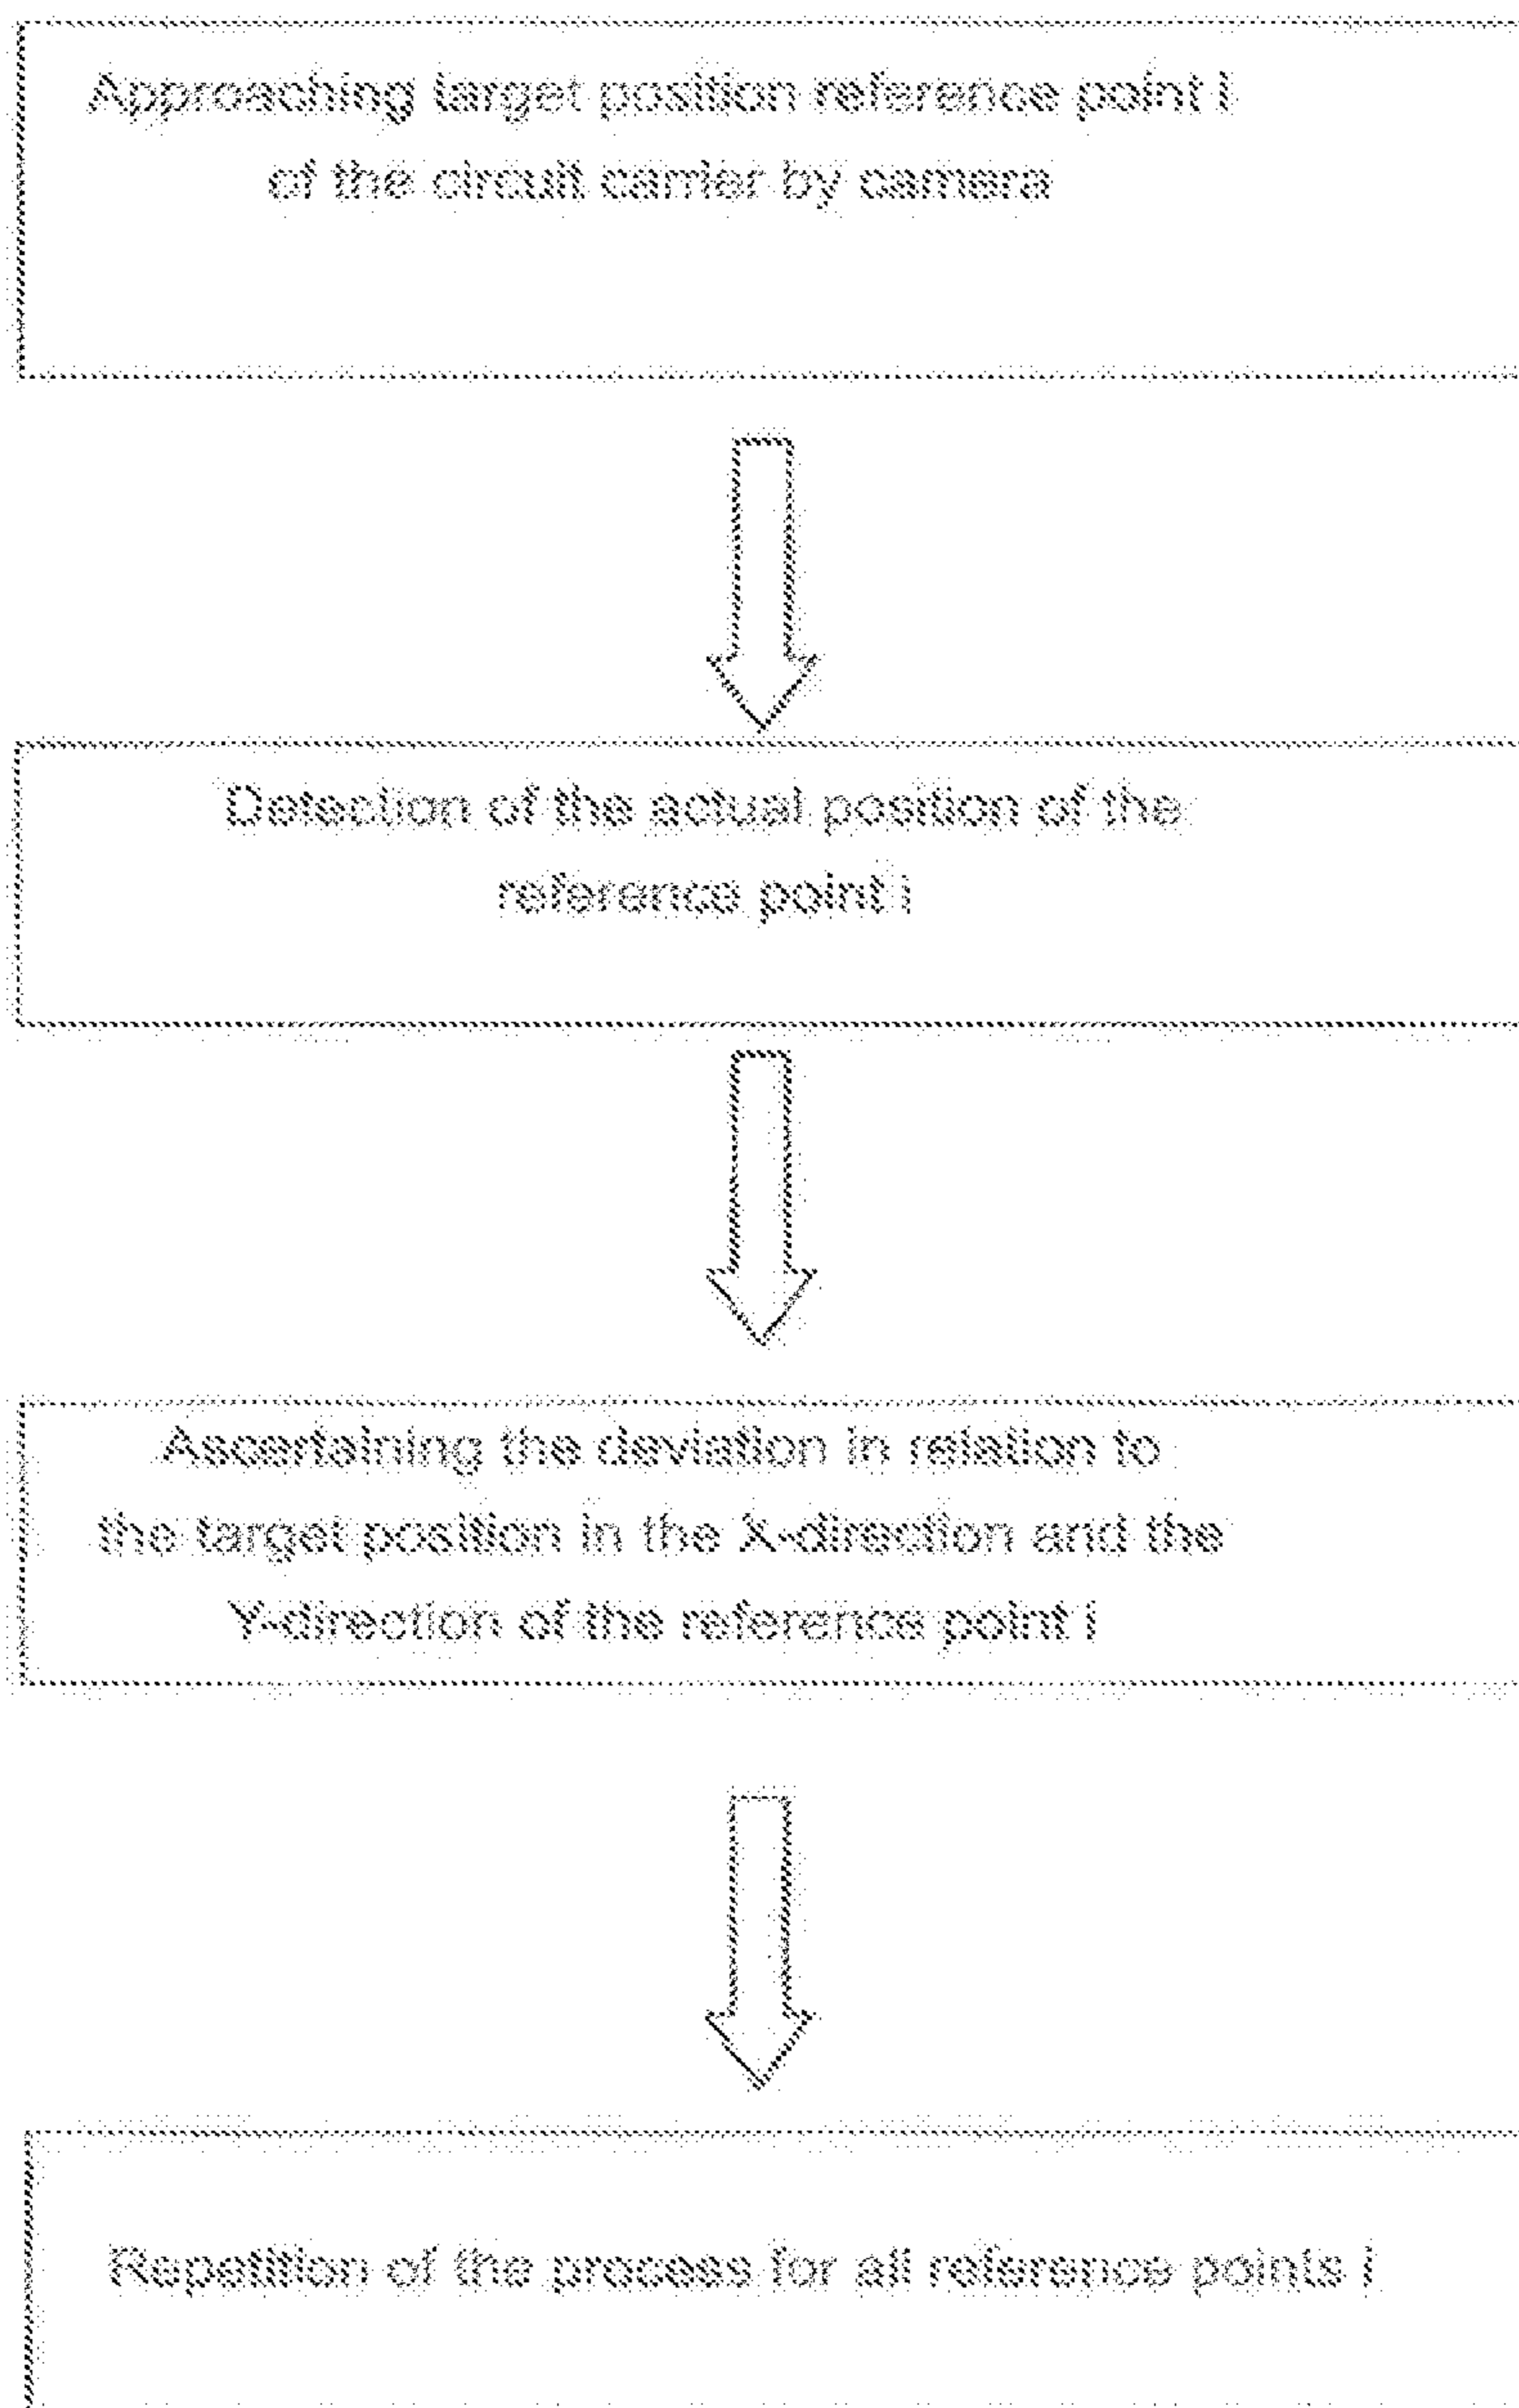 Approaching target position reference point i
of the circuit carrier by camera
Detection of the actual position of the
reference point i
Ascertaining the deviation in relation to
the target position in the X-direction and the
Y-direction of the reference point i
Repetition of the process for all reference points i